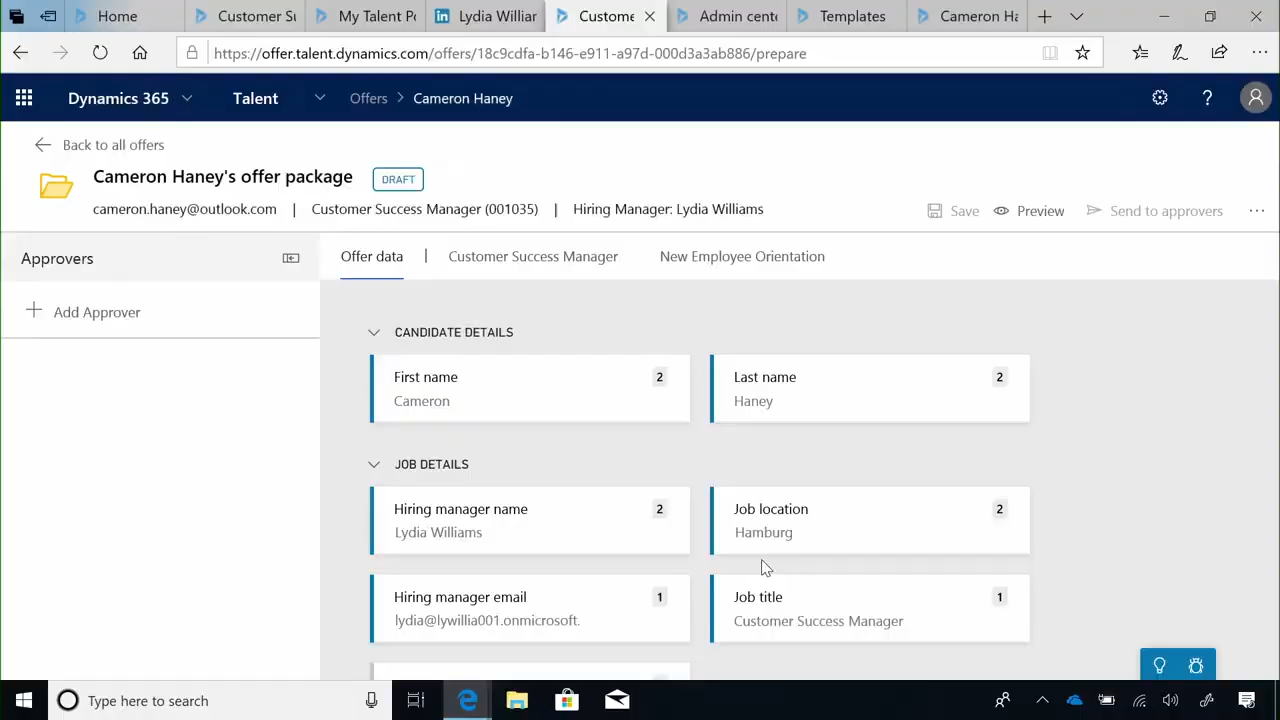 Home
Customer Su
My Talent Po
Lydia Williar
Custome
Admin cente
Templates
Cameron Ha
https://offer.talent.dynamics.com/offers/18c9cdfa-b146-e911-a97d-000d3a3ab886/prepare
Dynamics 365
Talent
Offers > Cameron Haney
?
Back to all offers
Cameron Haney's offer package
DRAFT
cameron.haney@outlook.com | Customer Success Manager (001035) | Hiring Manager: Lydia Williams
Save
Preview
Send to approvers
Approvers
Offer data | Customer Success Manager
New Employee Orientation
Add Approver
CANDIDATE DETAILS
First name 2
Cameron
Last name 2
Haney
JOB DETAILS
Hiring manager name 2
Lydia Williams
Job location 2
Hamburg
Hiring manager email 1
lydia@lywillia001.onmicrosoft.
Job title 1
Customer Success Manager
Type here to search